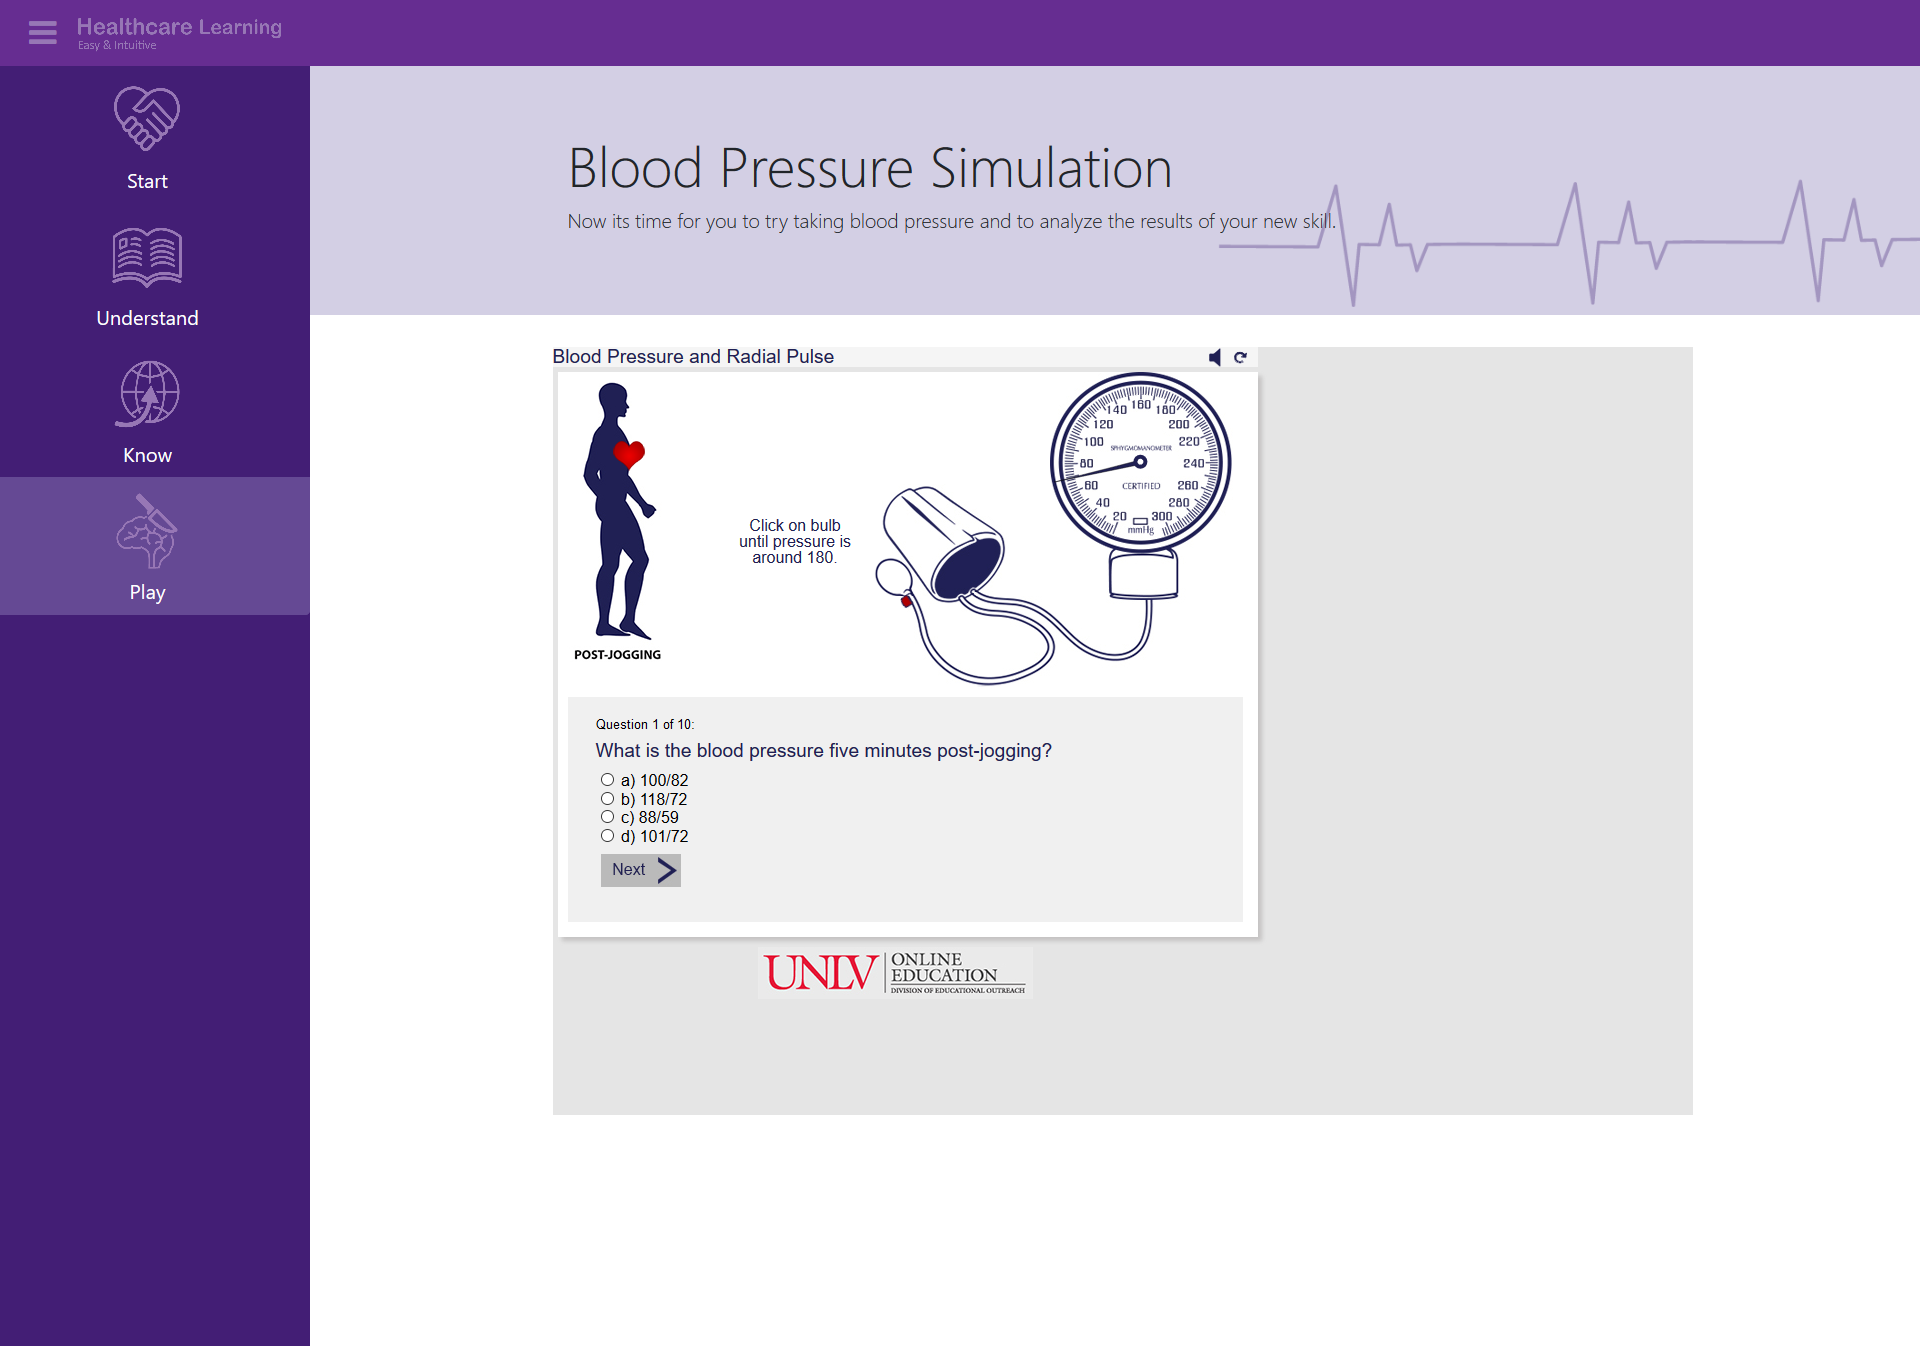 Healthcare Learning
Easy & Intuitive
Start
Understand
Know
Play
Blood Pressure Simulation
Now its time for you to try taking blood pressure and to analyze the results of your new skill.
Blood Pressure and Radial Pulse
POST-JOGGING
Click on bulb
until pressure is
around 180.
160
140 180
120 200
100 220
SPHYGMOMANOMETER
80 240
60 CERTIFIED 260
40 280
20 300
mmHg
Question 1 of 10:
What is the blood pressure five minutes post-jogging?
a) 100/82
b) 118/72
c) 88/59
d) 101/72
Next
UNLV
ONLINE
EDUCATION
DIVISION OF EDUCATIONAL OUTREACH